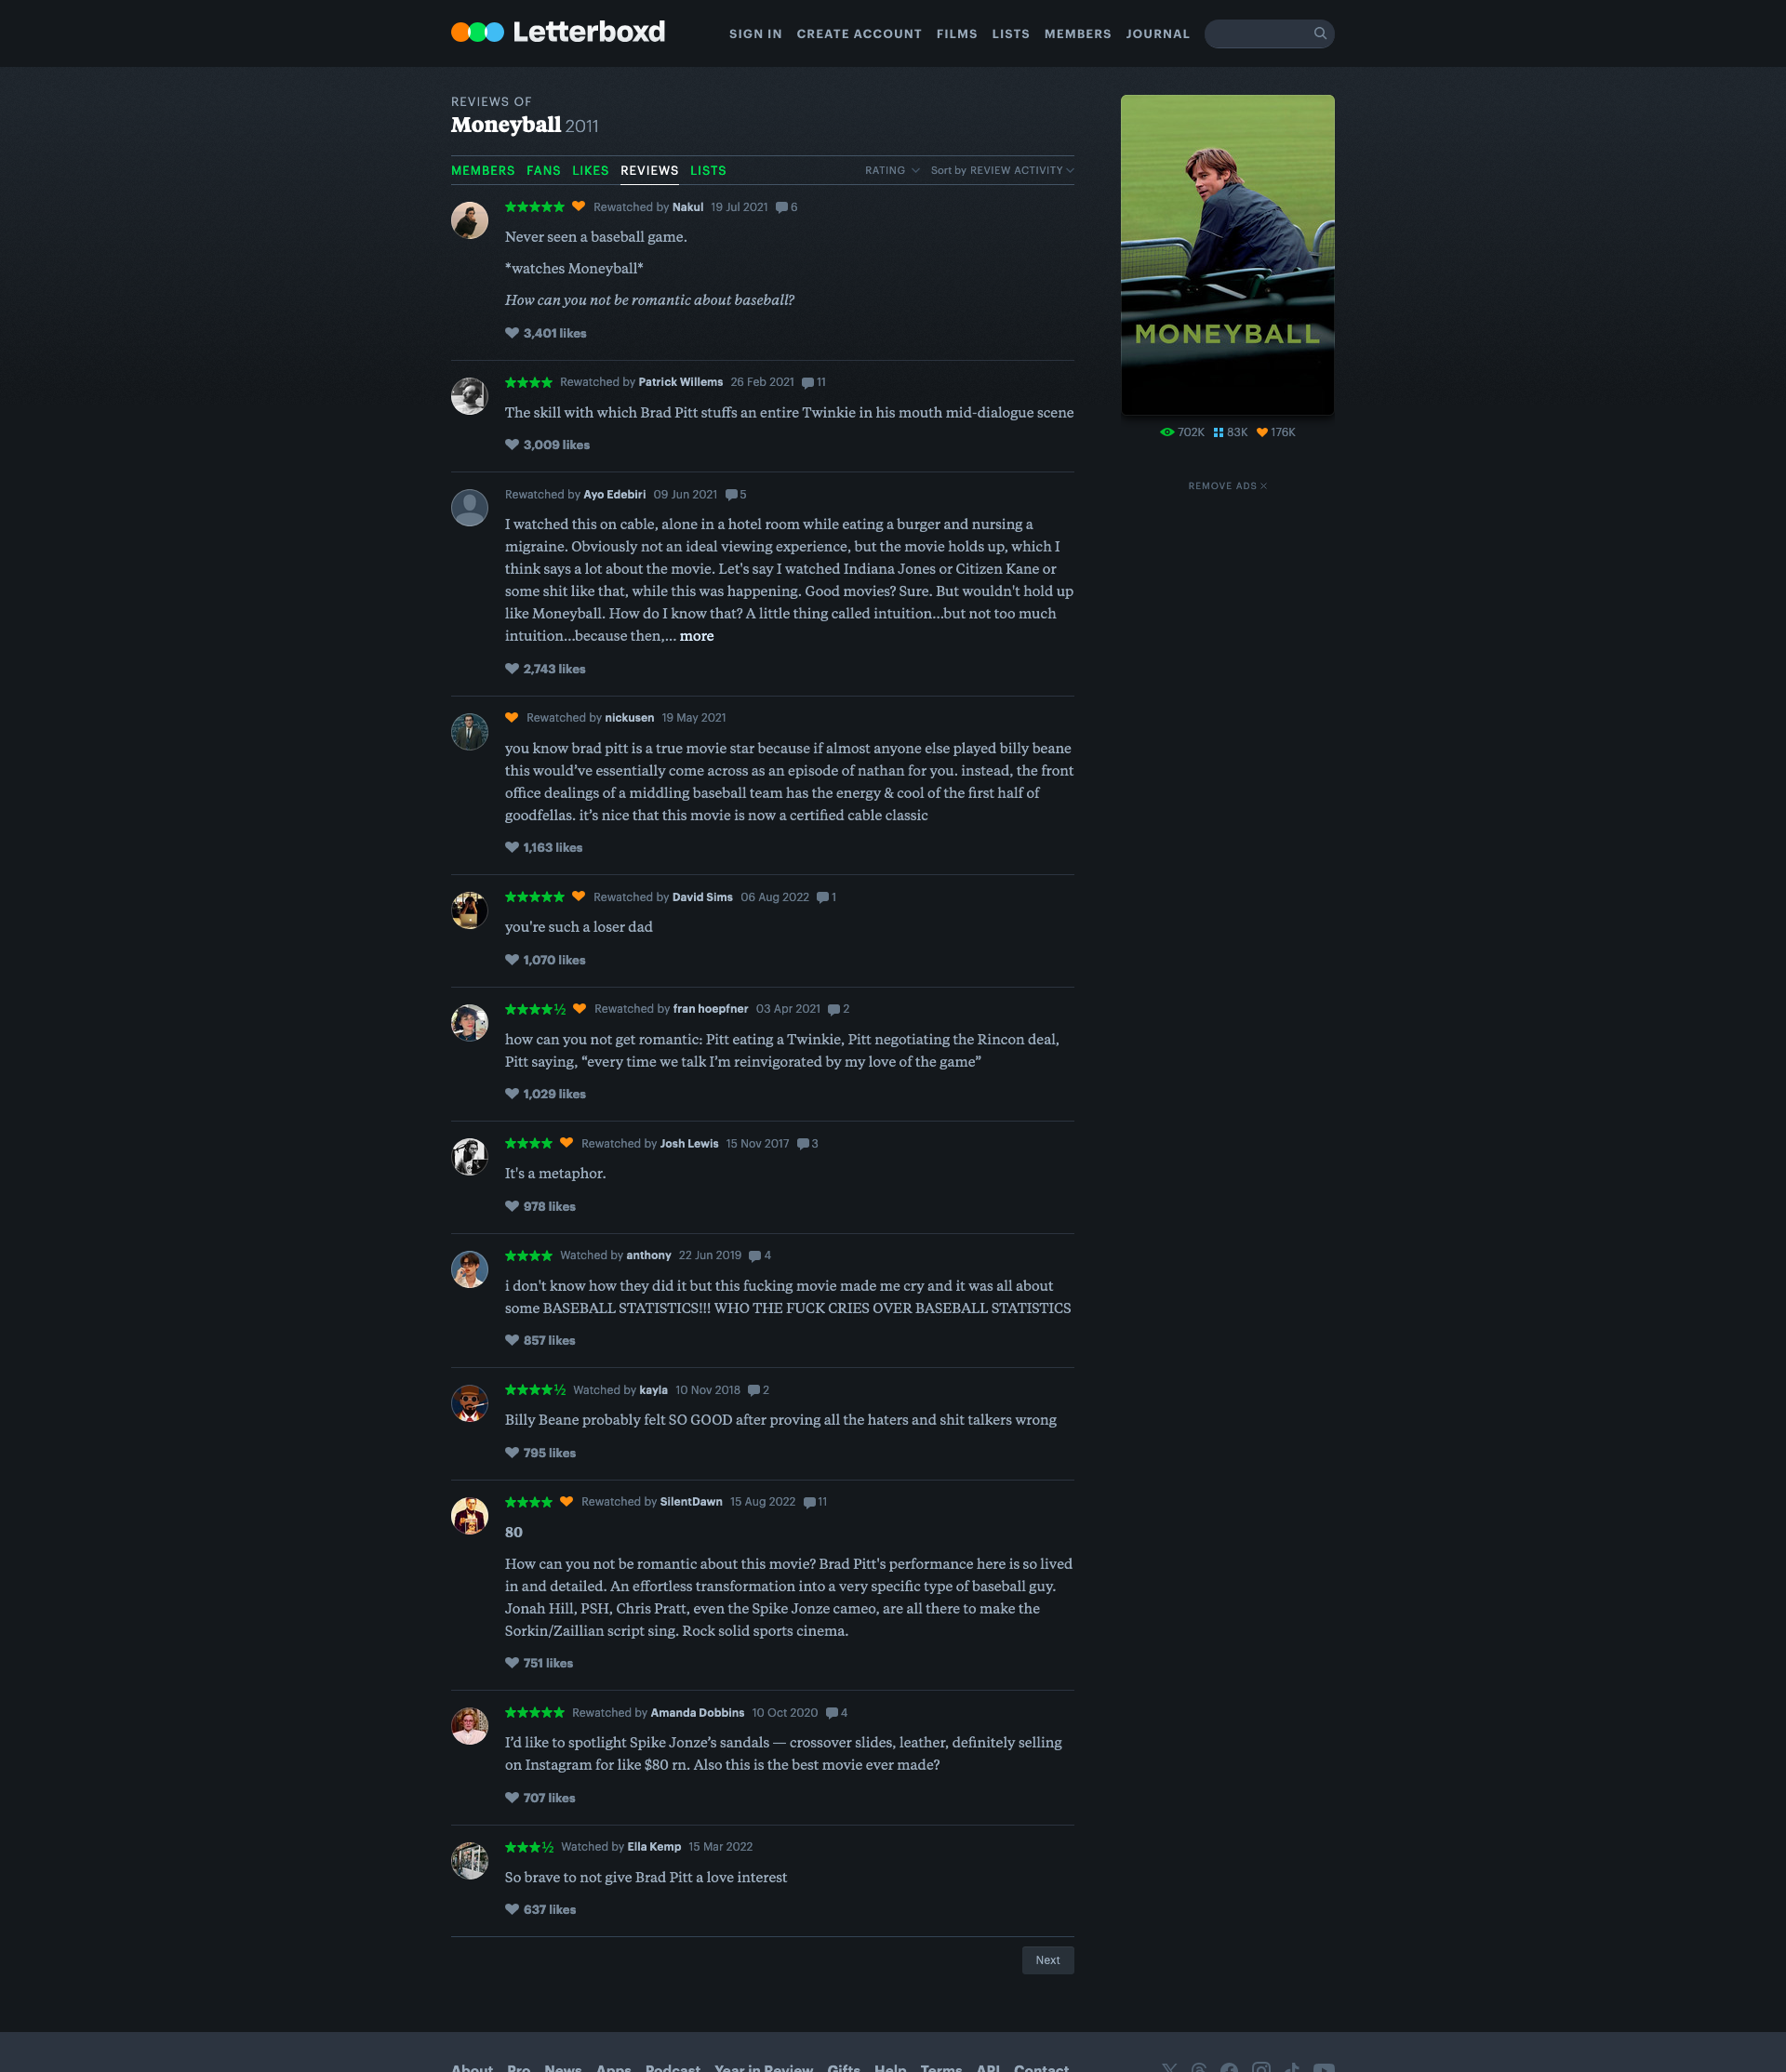 Letterboxd
SIGN IN CREATE ACCOUNT FILMS LISTS MEMBERS JOURNAL
REVIEWS OF
Moneyball 2011
MEMBERS FANS LIKES REVIEWS LISTS RATING Sort by REVIEW ACTIVITY
MONEYBALL
702K 83K 176K
REMOVE ADS
★★★★★ Rewatched by Nakul 19 Jul 2021 6
Never seen a baseball game.
*watches Moneyball*
How can you not be romantic about baseball?
3,401 likes
★★★★ Rewatched by Patrick Willems 26 Feb 2021 11
The skill with which Brad Pitt stuffs an entire Twinkie in his mouth mid-dialogue scene
3,009 likes
Rewatched by Ayo Edebiri 09 Jun 2021 5
I watched this on cable, alone in a hotel room while eating a burger and nursing a
migraine. Obviously not an ideal viewing experience, but the movie holds up, which I
think says a lot about the movie. Let's say I watched Indiana Jones or Citizen Kane or
some shit like that, while this was happening. Good movies? Sure. But wouldn't hold up
like Moneyball. How do I know that? A little thing called intuition...but not too much
intuition...because then,... more
2,743 likes
Rewatched by nickusen 19 May 2021
you know brad pitt is a true movie star because if almost anyone else played billy beane
this would’ve essentially come across as an episode of nathan for you. instead, the front
office dealings of a middling baseball team has the energy & cool of the first half of
goodfellas. it’s nice that this movie is now a certified cable classic
1,163 likes
★★★★★ Rewatched by David Sims 06 Aug 2022 1
you're such a loser dad
1,070 likes
★★★★½ Rewatched by fran hoepfner 03 Apr 2021 2
how can you not get romantic: Pitt eating a Twinkie, Pitt negotiating the Rincon deal,
Pitt saying, “every time we talk I’m reinvigorated by my love of the game”
1,029 likes
★★★★ Rewatched by Josh Lewis 15 Nov 2017 3
It's a metaphor.
978 likes
★★★★ Watched by anthony 22 Jun 2019 4
i don't know how they did it but this fucking movie made me cry and it was all about
some BASEBALL STATISTICS!!! WHO THE FUCK CRIES OVER BASEBALL STATISTICS
857 likes
★★★★½ Watched by kayla 10 Nov 2018 2
Billy Beane probably felt SO GOOD after proving all the haters and shit talkers wrong
795 likes
★★★★ Rewatched by SilentDawn 15 Aug 2022 11
80
How can you not be romantic about this movie? Brad Pitt's performance here is so lived
in and detailed. An effortless transformation into a very specific type of baseball guy.
Jonah Hill, PSH, Chris Pratt, even the Spike Jonze cameo, are all there to make the
Sorkin/Zaillian script sing. Rock solid sports cinema.
751 likes
★★★★★ Rewatched by Amanda Dobbins 10 Oct 2020 4
I’d like to spotlight Spike Jonze’s sandals — crossover slides, leather, definitely selling
on Instagram for like $80 rn. Also this is the best movie ever made?
707 likes
★★★½ Watched by Ella Kemp 15 Mar 2022
So brave to not give Brad Pitt a love interest
637 likes
Next
About Pro News Apps Podcast Year in Review Gifts Help Terms API Contact